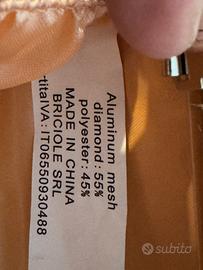 Aluminum mesh
diamond: 55%
polyester: 45%
MADE IN CHINA
BRICIOLE SRL
rtitaIVA: IT06550930488
subito